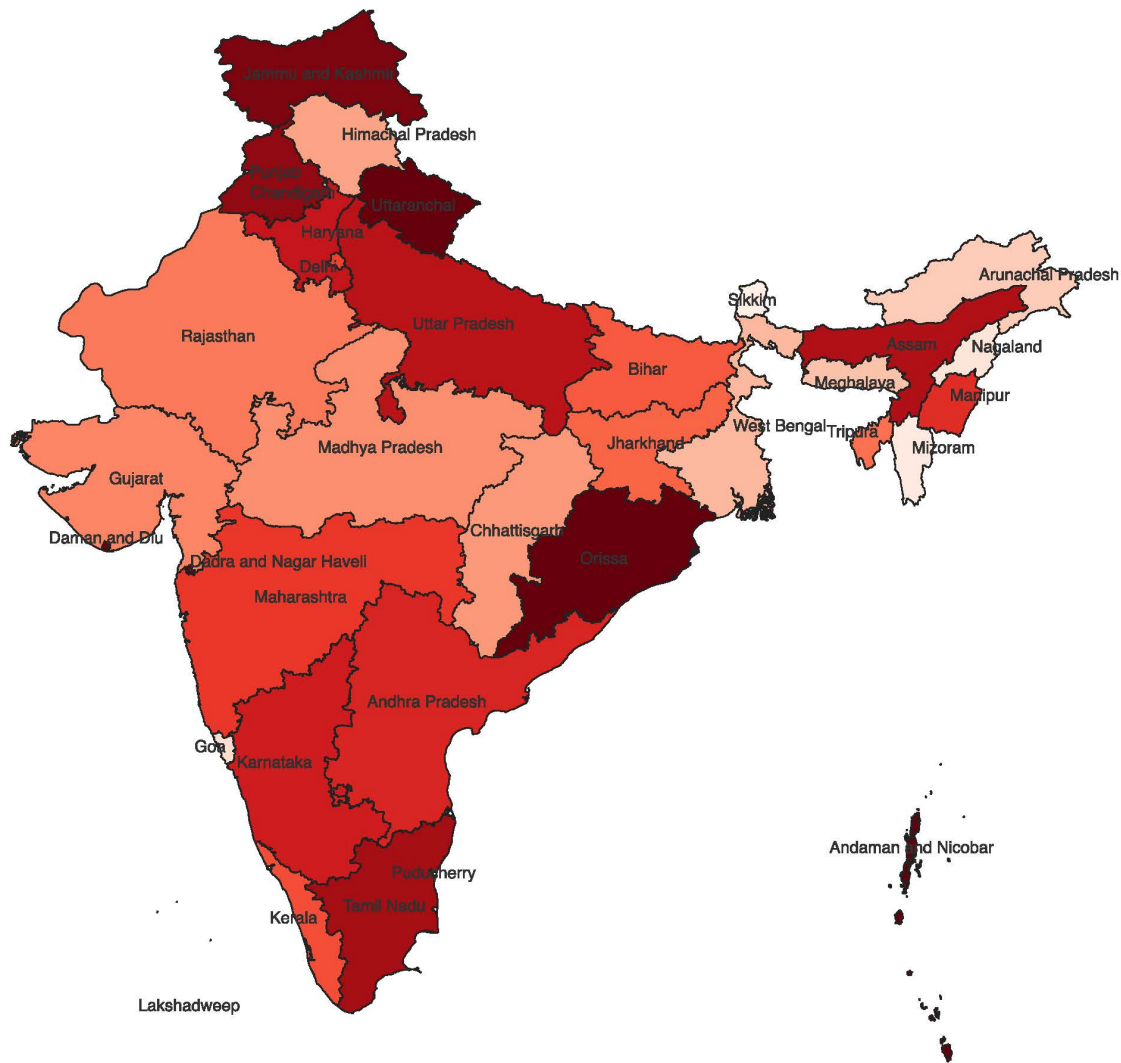 Jammu and Kashmir
Himachal Pradesh
Punjab
Chandigarh
Uttaranchal
Haryana
Delhi
Arunachal Pradesh
Sikkim
Uttar Pradesh
Rajasthan
Assam
Nagaland
Bihar
Meghalaya
Manipur
West Bengal
Tripura
Jharkhand
Madhya Pradesh
Mizoram
Gujarat
Chhattisgarh
Daman and Diu
Orissa
Dadra and Nagar Haveli
Maharashtra
Andhra Pradesh
Goa
Karnataka
Andaman and Nicobar
Puducherry
Tamil Nadu
Kerala
Lakshadweep